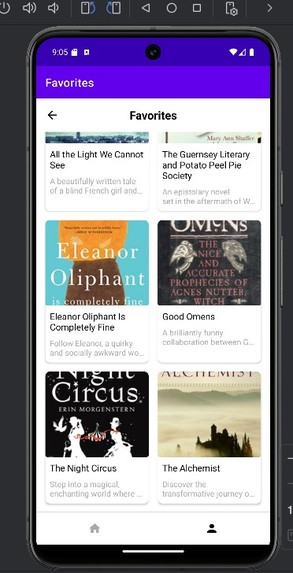 9:05
Favorites
Favorites
Mary Ann Shaffer
All the Light We Cannot
See
A beautifully written tale
of a blind French girl and...
The Guernsey Literary
and Potato Peel Pie
Society
An epistolary novel
set in the aftermath of W...
Eleanor
Oliphant
is completely fine
Eleanor Oliphant Is
Completely Fine
Follow Eleanor, a quirky
and socially awkward wo...
OMENS
THE
NICE AND
ACCURATE
PROPHECIES OF
AGNES NUTTER,
WITCH
Good Omens
A brilliantly funny
collaboration between G...
Night
Circus
ERIN MORGENSTERN
The Night Circus
Step into a magical,
enchanting world where ...
ALCHEMIST
The Alchemist
Discover the
transformative journey o...